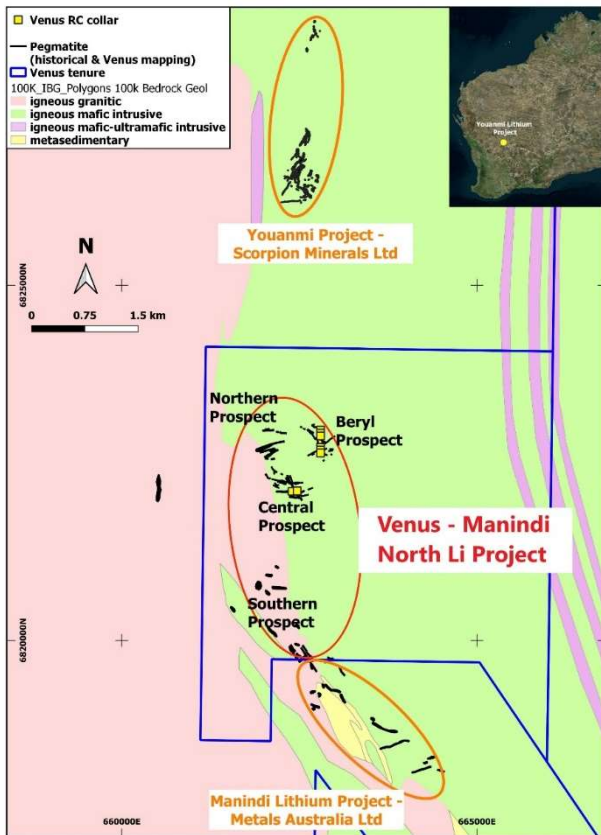 Venus RC collar
Pegmatite
(historical & Venus mapping)
Venus tenure
100K_IBG_Polygons 100k Bedrock Geol
igneous granitic
igneous mafic intrusive
igneous mafic-ultramafic intrusive
metasedimentary
Youanmi Lithium
Project
Youanmi Project -
Scorpion Minerals Ltd
N
0 0.75 1.5 km
6825000N
Northern
Prospect
Beryl
Prospect
Central
Prospect
Venus - Manindi
North Li Project
Southern
Prospect
6820000N
Manindi Lithium Project -
Metals Australia Ltd
660000E
665000E